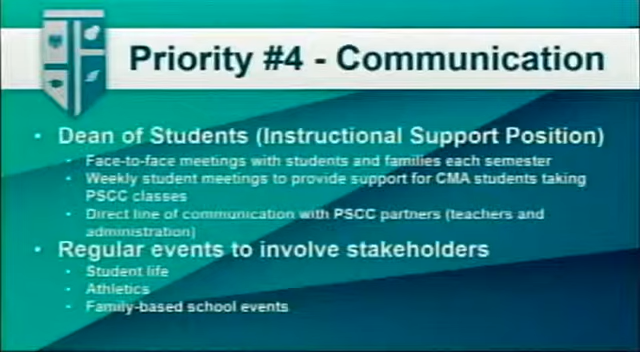 Priority #4 - Communication
• Dean of Students (Instructional Support Position)
• Face-to-face meetings with students and families each semester
• Weekly student meetings to provide support for CMA students taking
PSCC classes
• Direct line of communication with PSCC partners (teachers and
administration)
• Regular events to involve stakeholders
• Student life
• Athletics
• Family-based school events